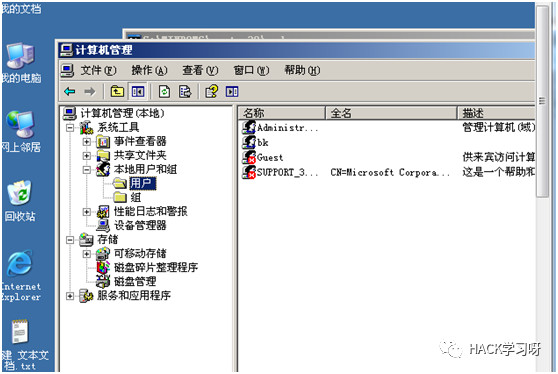 我的文档
我的电脑
网上邻居
回收站
Internet
Explorer
建 文本文
档.txt
计算机管理
文件(F) 操作(A) 查看(V) 窗口(W) 帮助(H)
计算机管理(本地)
系统工具
事件查看器
共享文件夹
本地用户和组
用户
组
性能日志和警报
设备管理器
存储
可移动存储
磁盘碎片整理程序
磁盘管理
服务和应用程序
名称 全名 描述
Administr... 管理计算机(域)
bk
Guest 供来宾访问计算
SUPPORT_3... CN=Microsoft Corpora... 这是一个帮助和
HACK学习呀